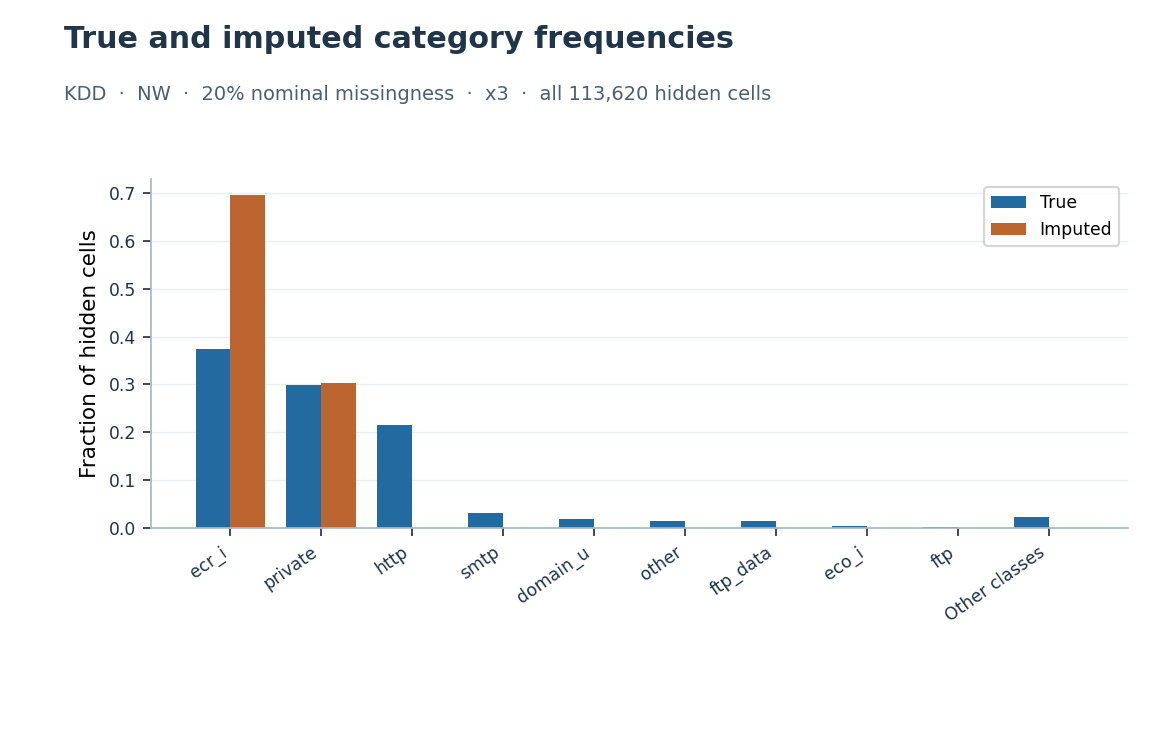 True and imputed category frequencies
KDD · NW · 20% nominal missingness · x3 · all 113,620 hidden cells
Fraction of hidden cells
0.7
0.6
0.5
0.4
0.3
0.2
0.1
0.0
True
Imputed
ecr_i
private
http
smtp
domain_u
other
ftp_data
eco_i
ftp
Other classes